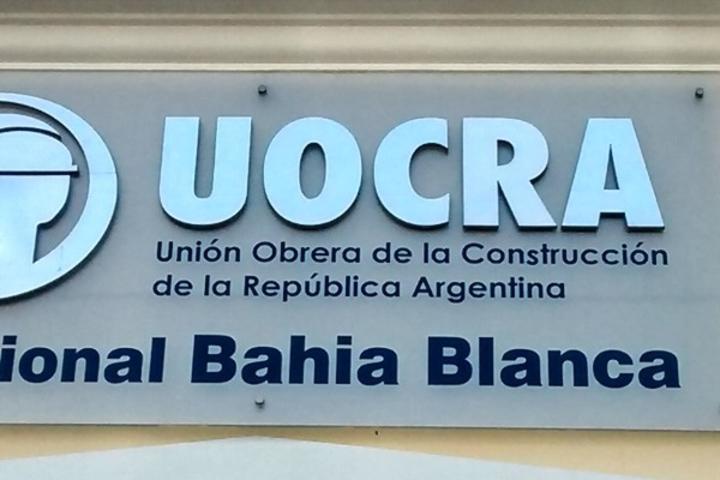 UOCRA
Unión Obrera de la Construcción
de la República Argentina
ional Bahia Blanca